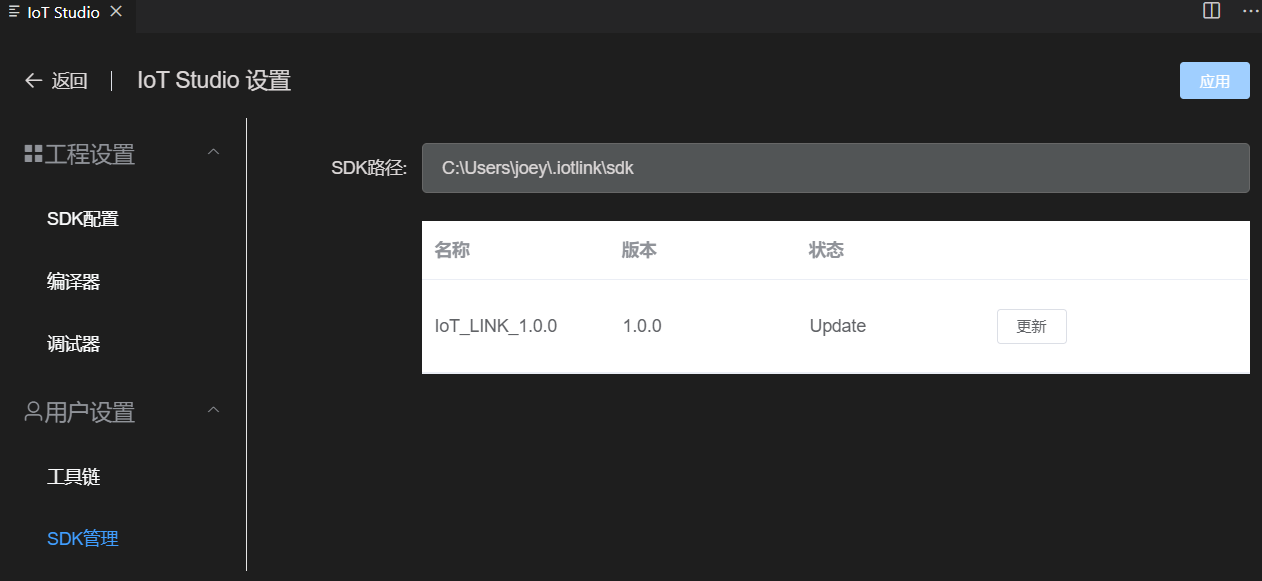 IoT Studio
返回 | IoT Studio 设置
应用
工程设置
SDK配置
编译器
调试器
用户设置
工具链
SDK管理
SDK路径: C:\Users\joey\.iotlink\sdk
名称 版本 状态
IoT_LINK_1.0.0 1.0.0 Update 更新